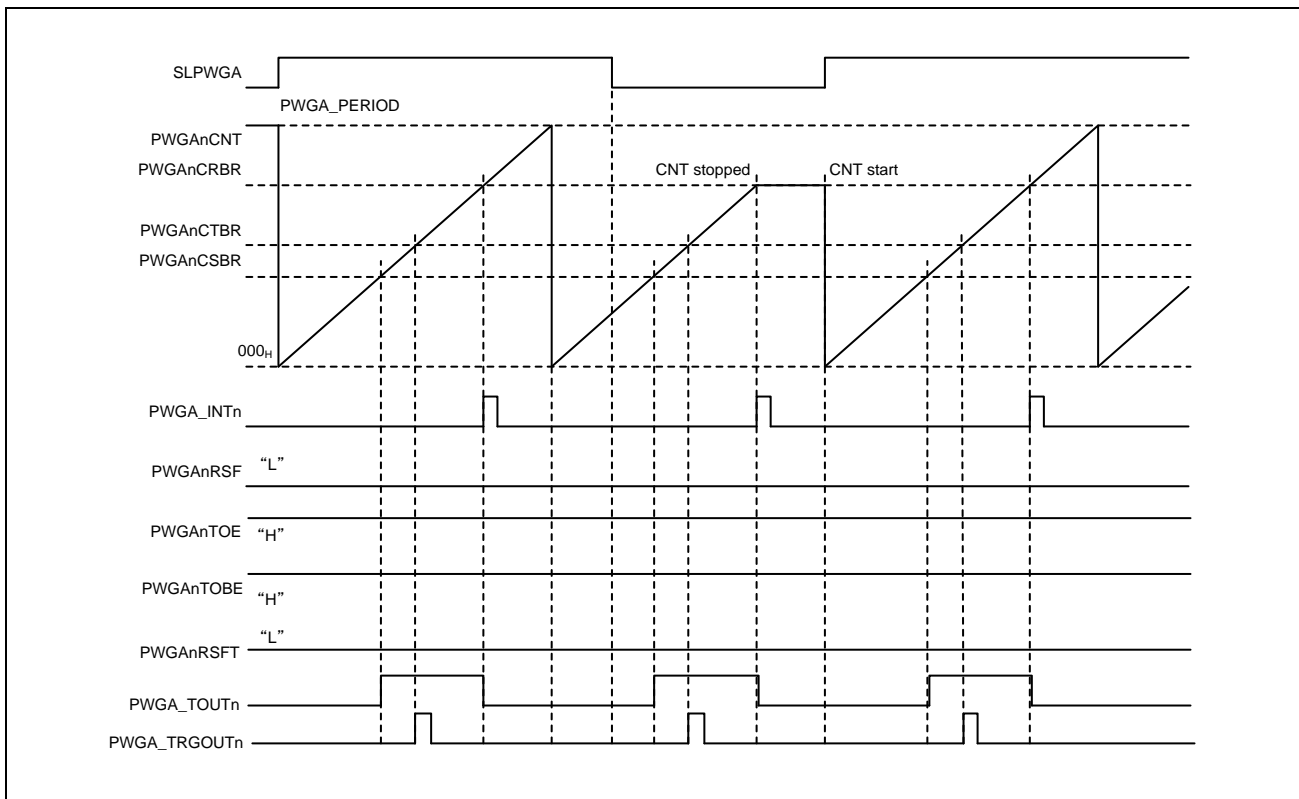 SLPWGA
PWGA_PERIOD
PWGAnCNT
PWGAnCRBR
CNT stopped
CNT start
PWGAnCTBR
PWGAnCSBR
000H
PWGA_INTn
PWGAnRSF
“L”
PWGAnTOE
“H”
PWGAnTOBE
“H”
“L”
PWGAnRSFT
PWGA_TOUTn
PWGA_TRGOUTn